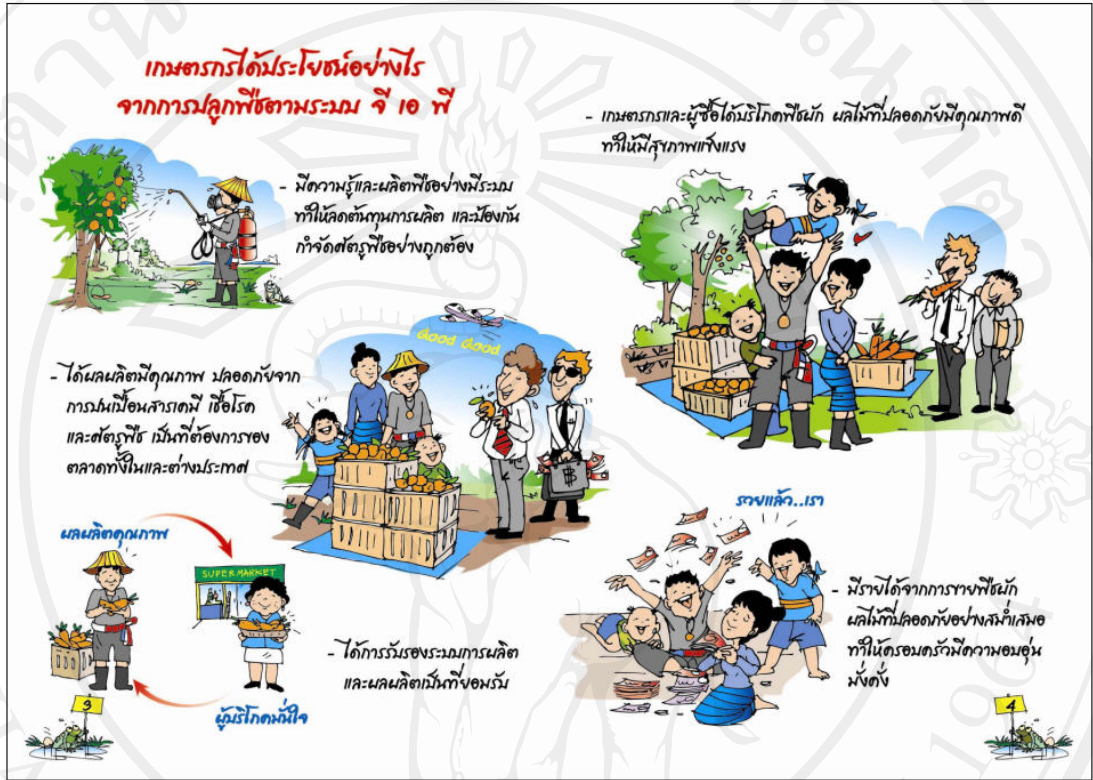 เกษตรกรได้ประโยชน์อย่างไร
จากการปลูกพืชตามระบบ จี เอ พี
- มีความรู้และผลิตพืชอย่างมีระบบ
ทำให้ลดต้นทุนการผลิต และป้องกัน
กำจัดศัตรูพืชอย่างถูกต้อง
Good Good
- ได้ผลผลิตมีคุณภาพ ปลอดภัยจาก
การปนเปื้อนสารเคมี เชื้อโรค
และศัตรูพืช เป็นที่ต้องการของ
ตลาดทั้งในและต่างประเทศ
฿
ผลผลิตคุณภาพ
SUPERMARKET
ผู้บริโภคมั่นใจ
- ได้การรับรองระบบการผลิต
และผลผลิตเป็นที่ยอมรับ
3
- เกษตรกรและผู้ซื้อได้บริโภคพืชผัก ผลไม้ที่ปลอดภัยมีคุณภาพดี
ทำให้มีสุขภาพแข็งแรง
รวยแล้ว..เรา
- มีรายได้จากการขายพืชผัก
ผลไม้ที่ปลอดภัยอย่างสม่ำเสมอ
ทำให้ครอบครัวมีความอบอุ่น
มั่งคั่ง
4
1964